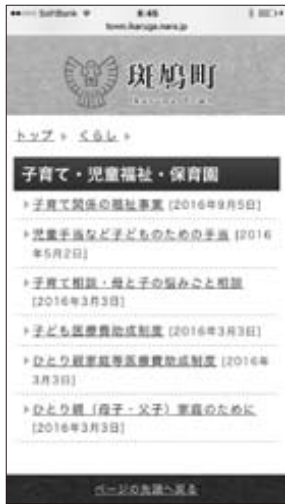 SoftBank 8:45
town.ikaruga.nara.jp
斑鳩町
Ikaruga Town
トップ » くらし »
子育て・児童福祉・保育園
子育て関係の福祉事業 [2016年9月5日]
児童手当など子どものための手当 [2016
年5月2日]
子育て相談・母と子の悩みごと相談
[2016年3月3日]
子ども医療費助成制度 [2016年3月3日]
ひとり親家庭等医療費助成制度 [2016年
3月3日]
ひとり親（母子・父子）家庭のために
[2016年3月3日]
ページの先頭へ戻る